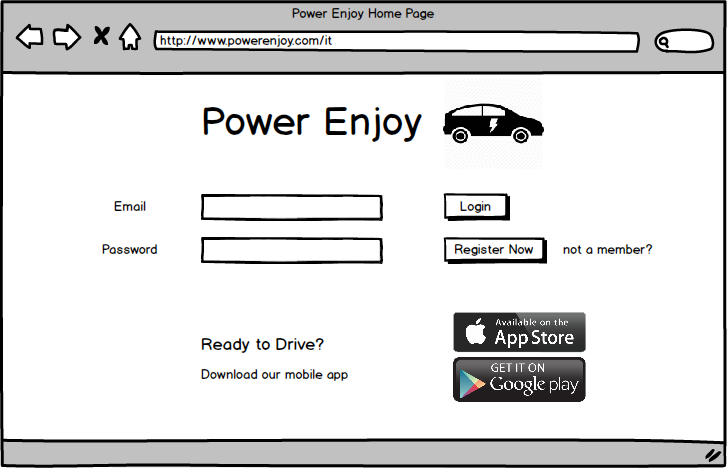 Power Enjoy Home Page
http://www.powerenjoy.com/it
Power Enjoy
Email
Login
Password
Register Now
not a member?
Available on the
App Store
Ready to Drive?
GET IT ON
Google play
Download our mobile app